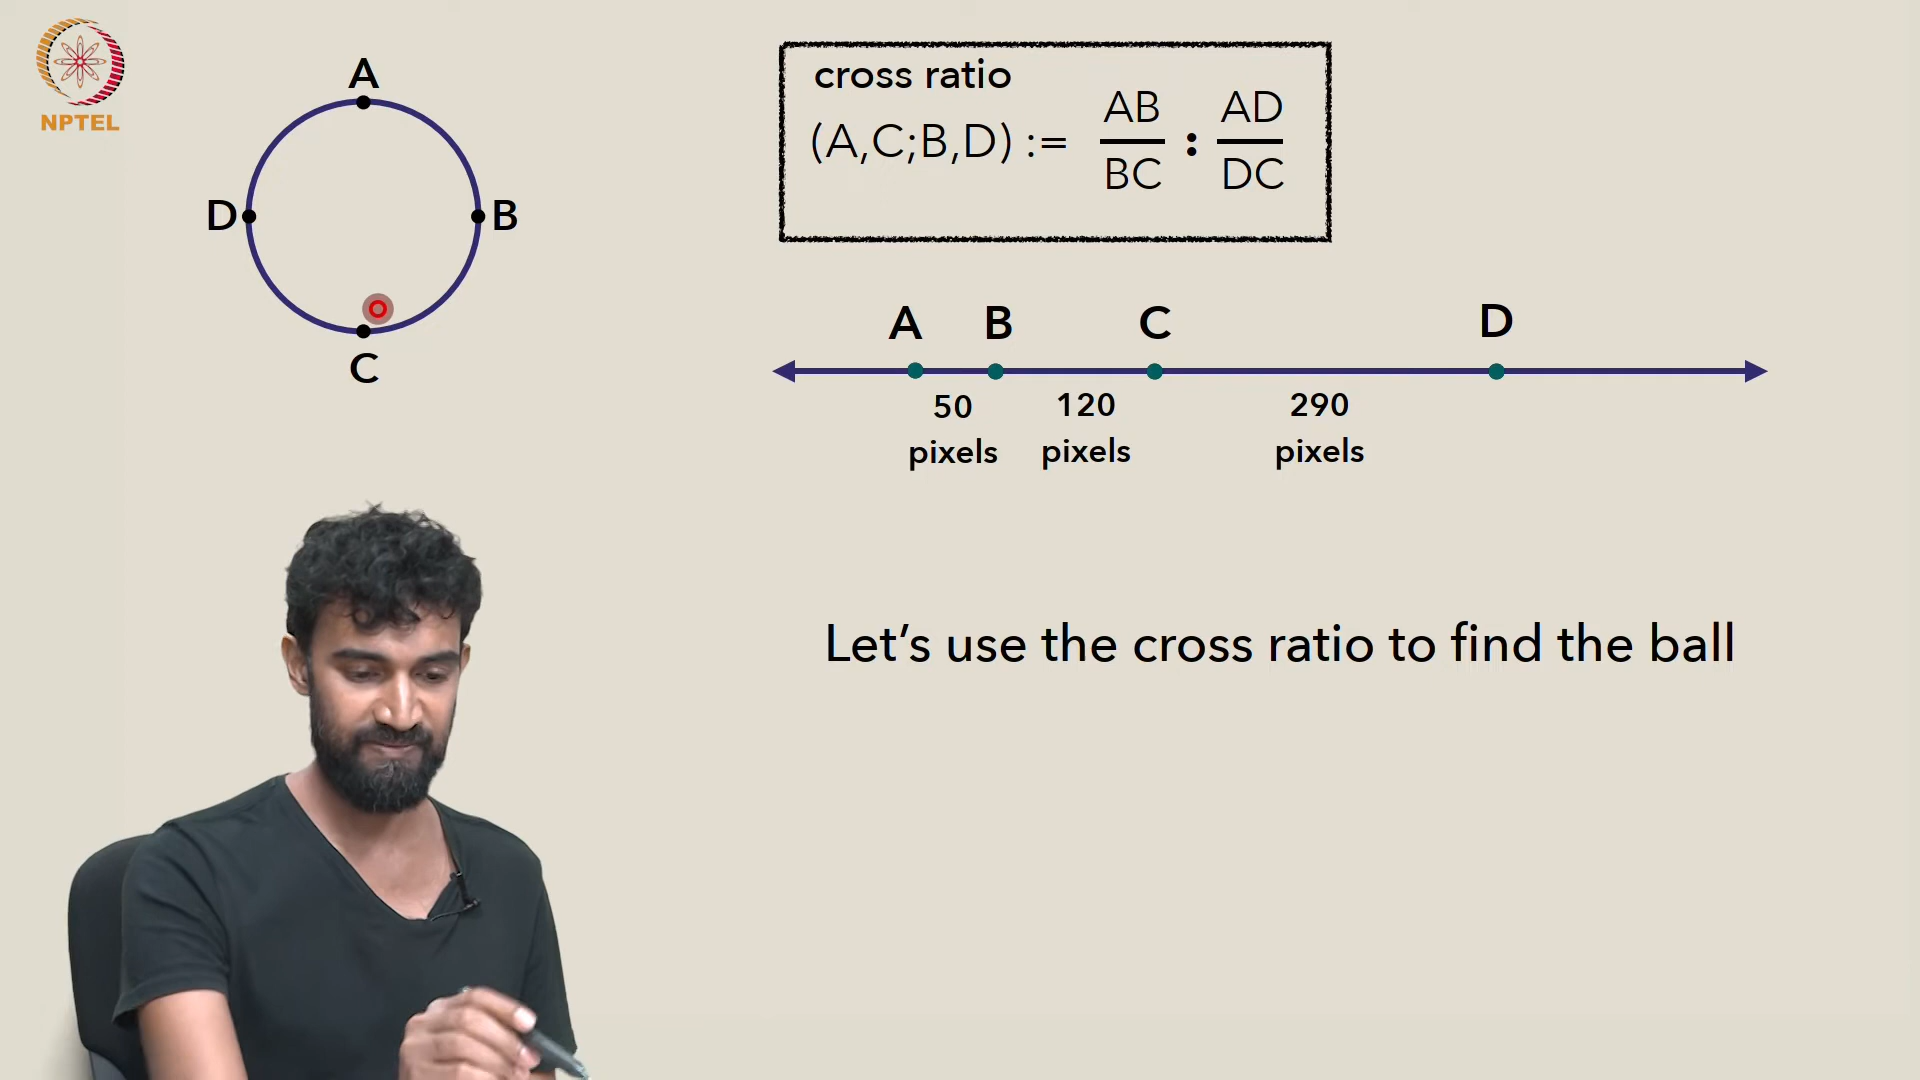 NPTEL
A
D
B
C
cross ratio
(A,C;B,D) := AB/BC : AD/DC
A B C D
50 pixels
120 pixels
290 pixels
Let's use the cross ratio to find the ball